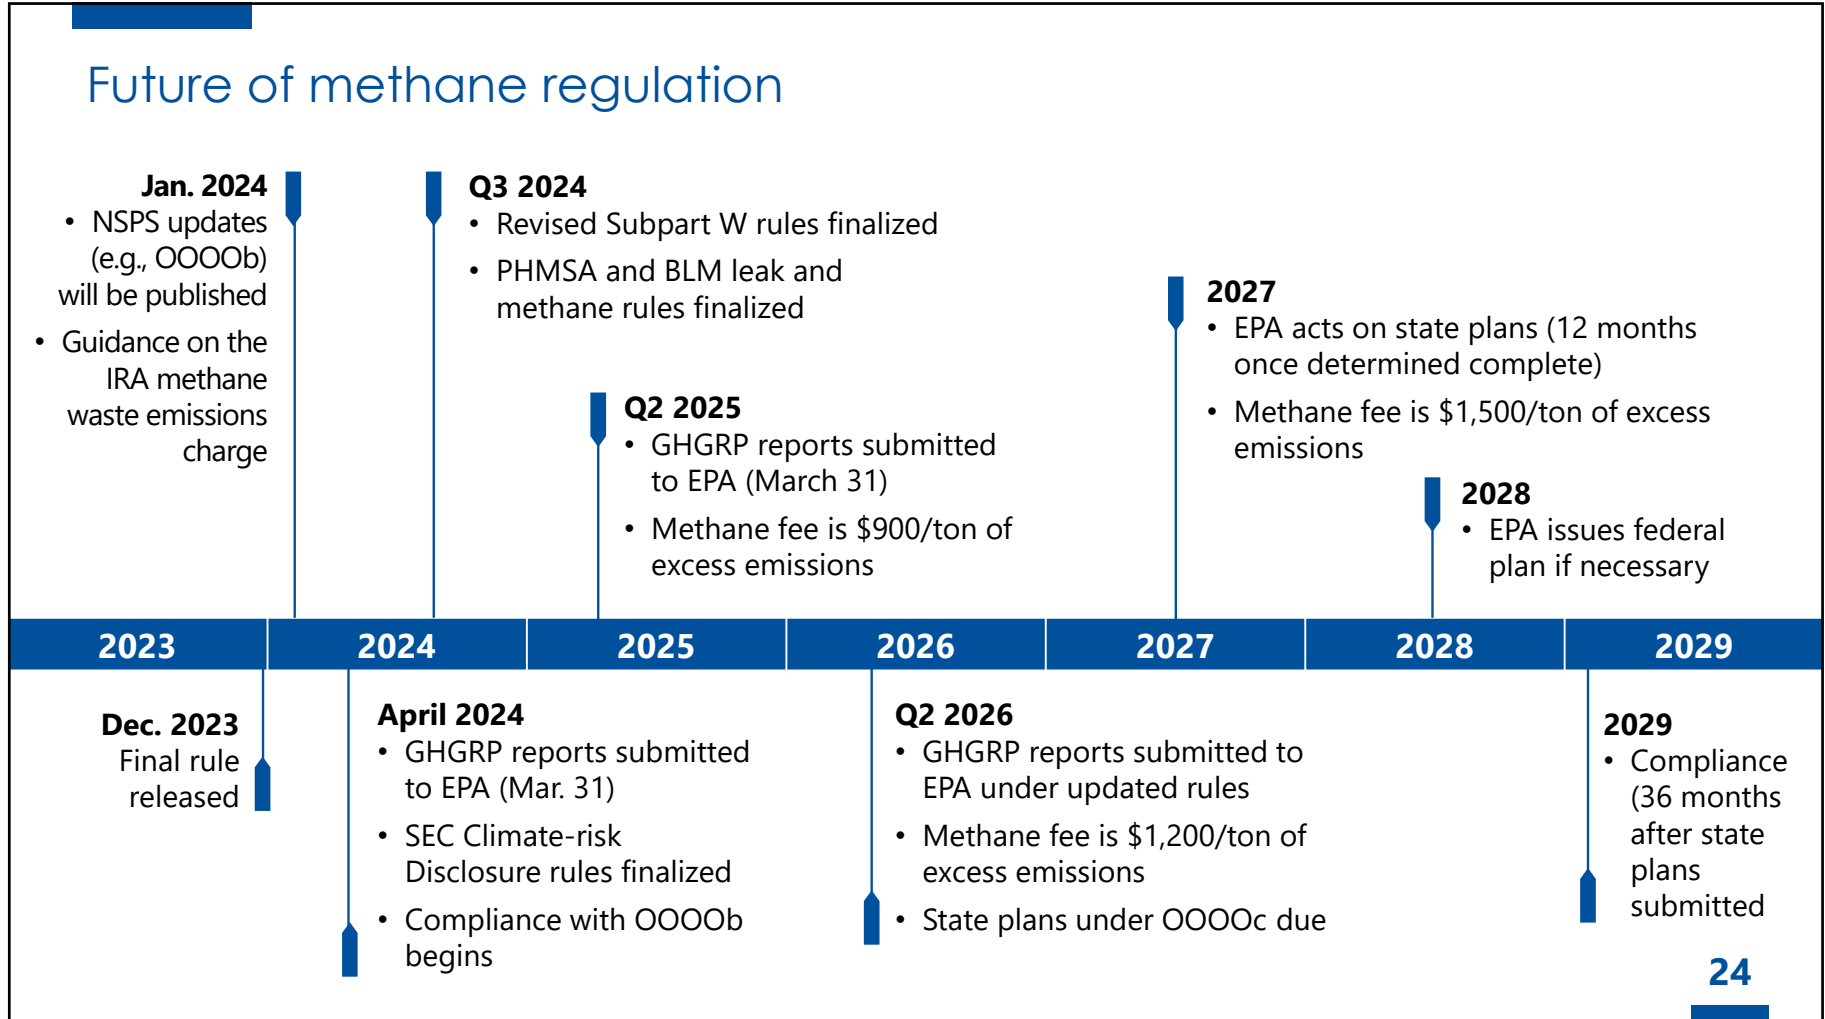 Future of methane regulation
Jan. 2024
• NSPS updates
(e.g., OOOOb)
will be published
• Guidance on the
IRA methane
waste emissions
charge
Q3 2024
• Revised Subpart W rules finalized
• PHMSA and BLM leak and
methane rules finalized
Q2 2025
• GHGRP reports submitted
to EPA (March 31)
• Methane fee is $900/ton of
excess emissions
2027
• EPA acts on state plans (12 months
once determined complete)
• Methane fee is $1,500/ton of excess
emissions
2028
• EPA issues federal
plan if necessary
2023 2024 2025 2026 2027 2028 2029
Dec. 2023
Final rule
released
April 2024
• GHGRP reports submitted
to EPA (Mar. 31)
• SEC Climate-risk
Disclosure rules finalized
• Compliance with OOOOb
begins
Q2 2026
• GHGRP reports submitted to
EPA under updated rules
• Methane fee is $1,200/ton of
excess emissions
• State plans under OOOOc due
2029
• Compliance
(36 months
after state
plans
submitted
24